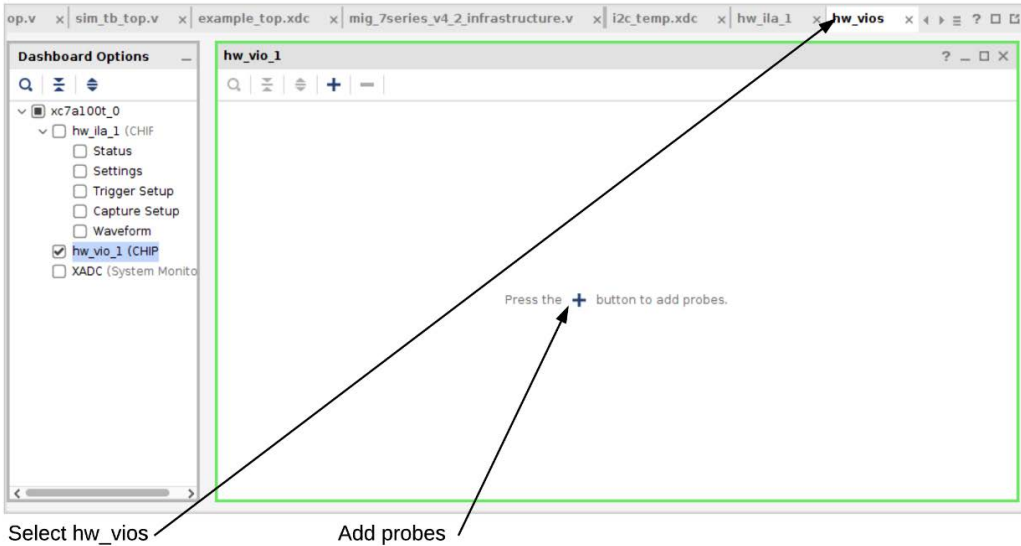 op.v x sim_tb_top.v x example_top.xdc x mig_7series_v4_2_infrastructure.v x i2c_temp.xdc x hw_ila_1 x hw_vios x
Dashboard Options
hw_vio_1
xc7a100t_0
hw_ila_1 (CHIP
Status
Settings
Trigger Setup
Capture Setup
Waveform
hw_vio_1 (CHIP
XADC (System Monito
Press the + button to add probes.
Select hw_vios
Add probes